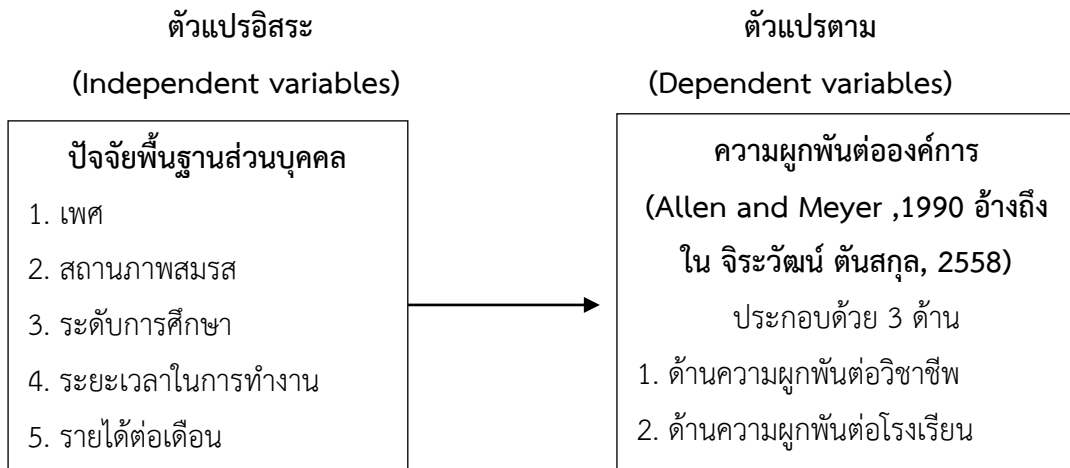 ตัวแปรอิสระ
(Independent variables)
ปัจจัยพื้นฐานส่วนบุคคล
1. เพศ
2. สถานภาพสมรส
3. ระดับการศึกษา
4. ระยะเวลาในการทำงาน
5. รายได้ต่อเดือน
ตัวแปรตาม
(Dependent variables)
ความผูกพันต่อองค์การ
(Allen and Meyer ,1990 อ้างถึง
ใน จิระวัฒน์ ตันสกุล, 2558)
ประกอบด้วย 3 ด้าน
1. ด้านความผูกพันต่อวิชาชีพ
2. ด้านความผูกพันต่อโรงเรียน